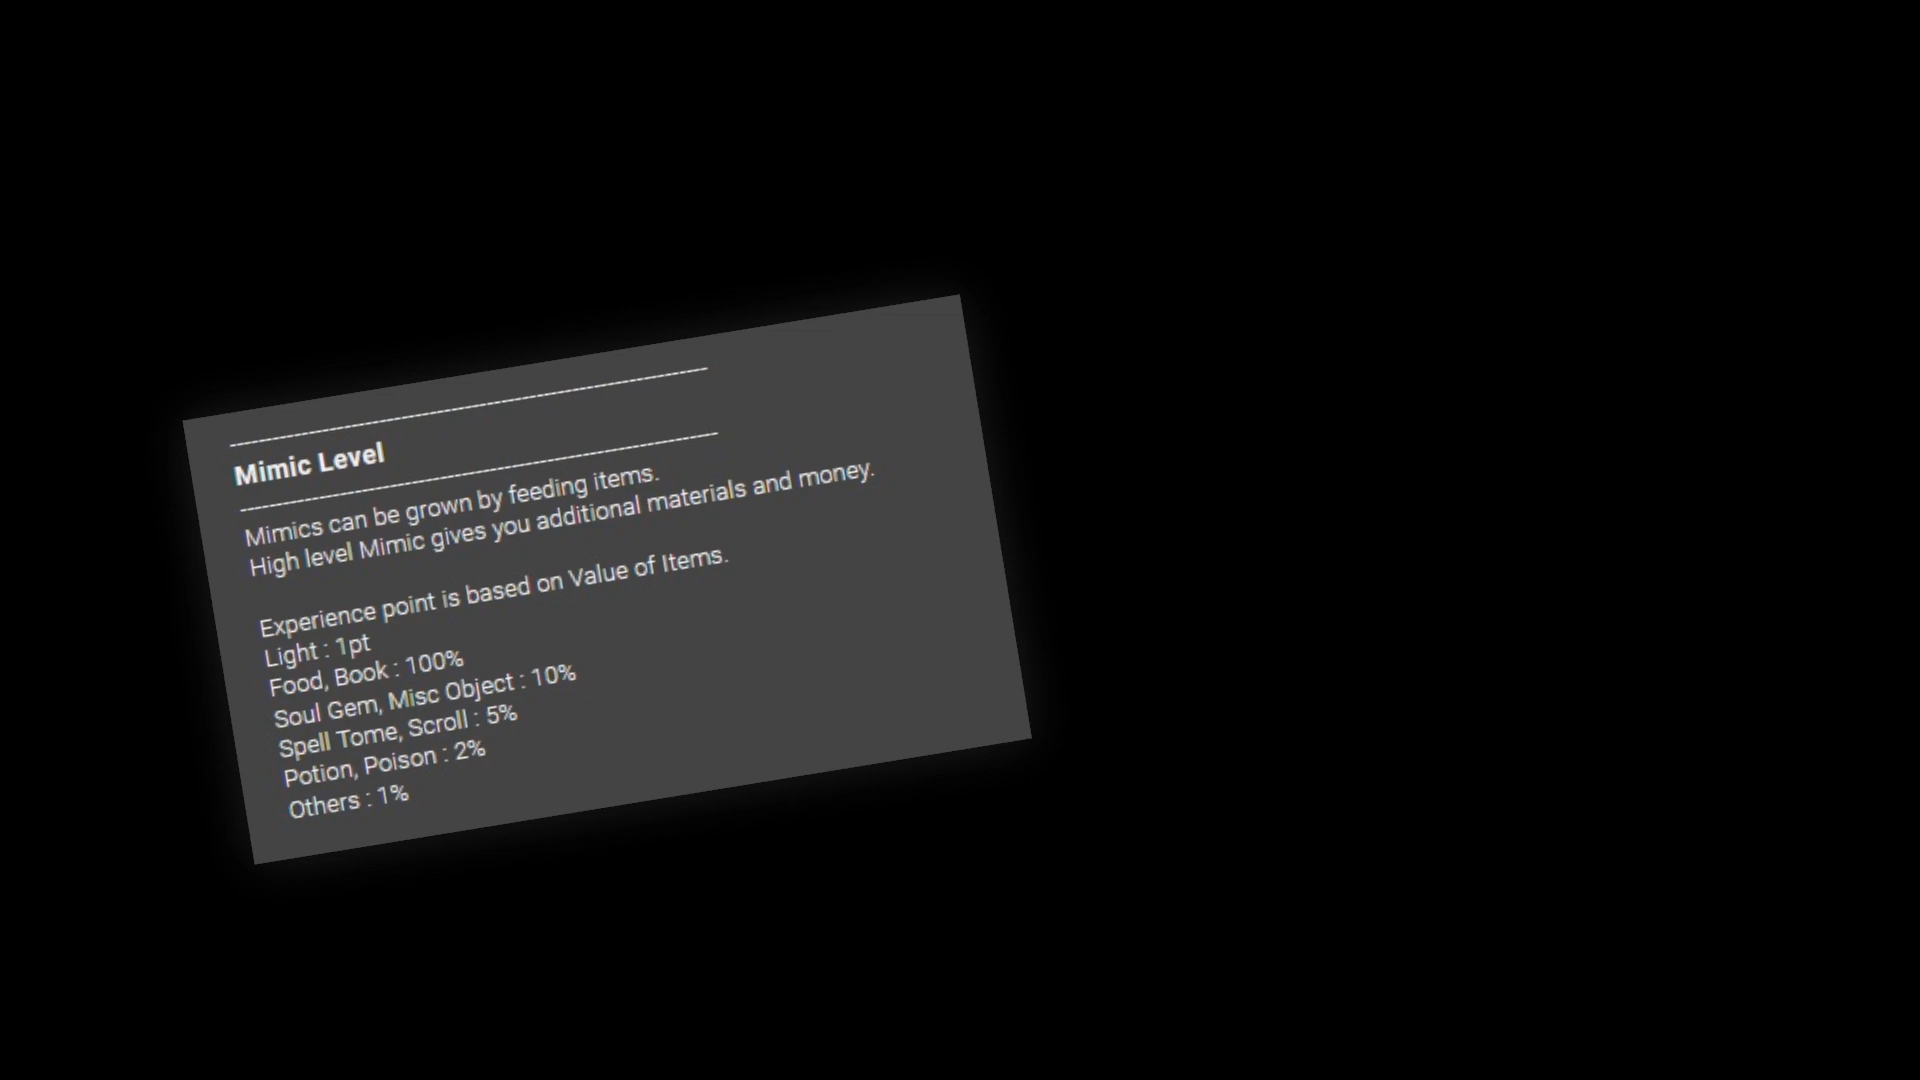 Mimic Level
Mimics can be grown by feeding items.
High level Mimic gives you additional materials and money.
Experience point is based on Value of Items.
Light : 1pt
Food, Book : 100%
Soul Gem, Misc Object : 10%
Spell Tome, Scroll : 5%
Potion, Poison : 2%
Others : 1%